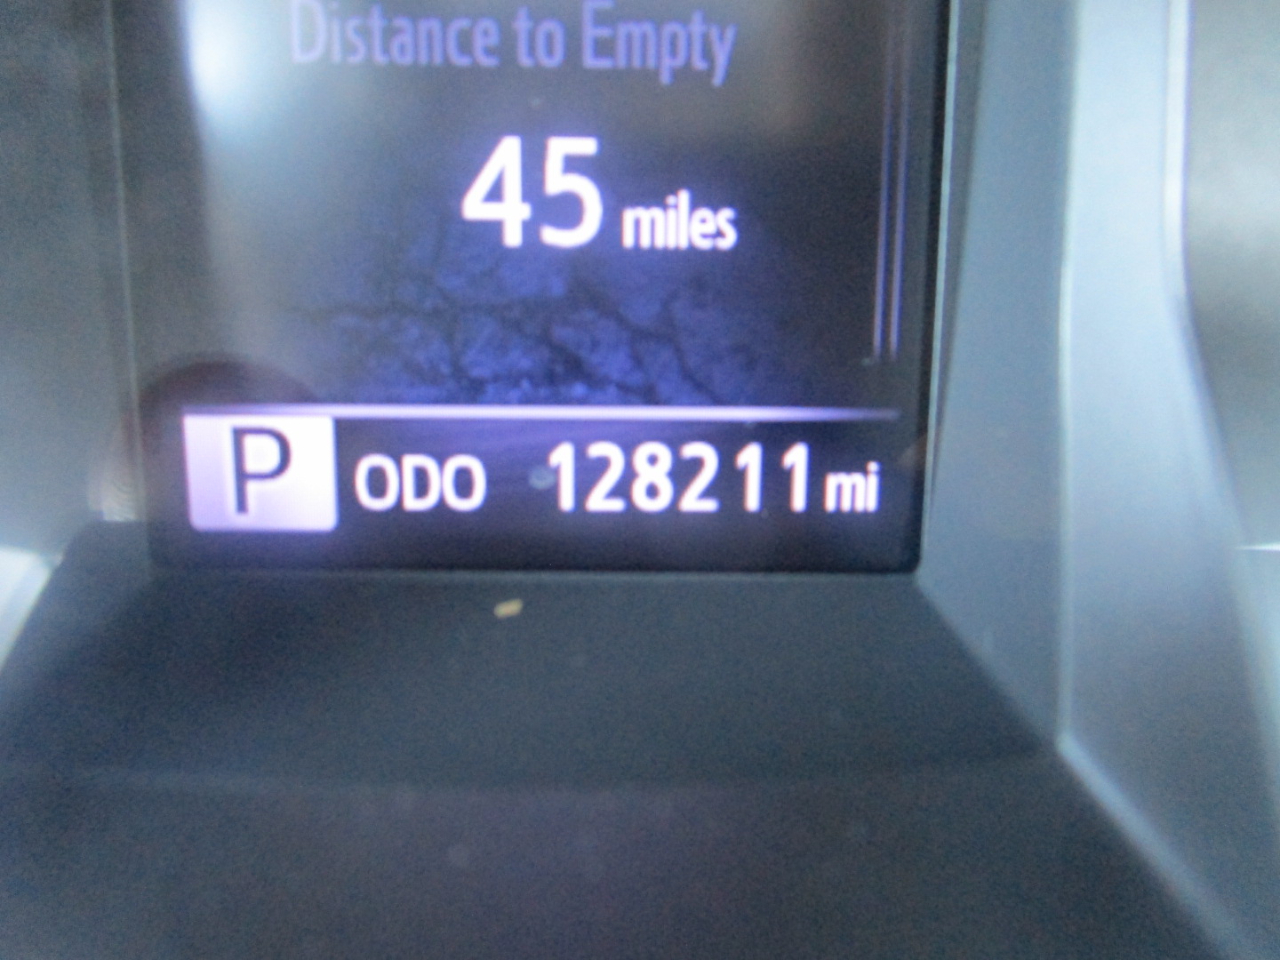 Distance to Empty
45 miles
P ODO 128211 mi